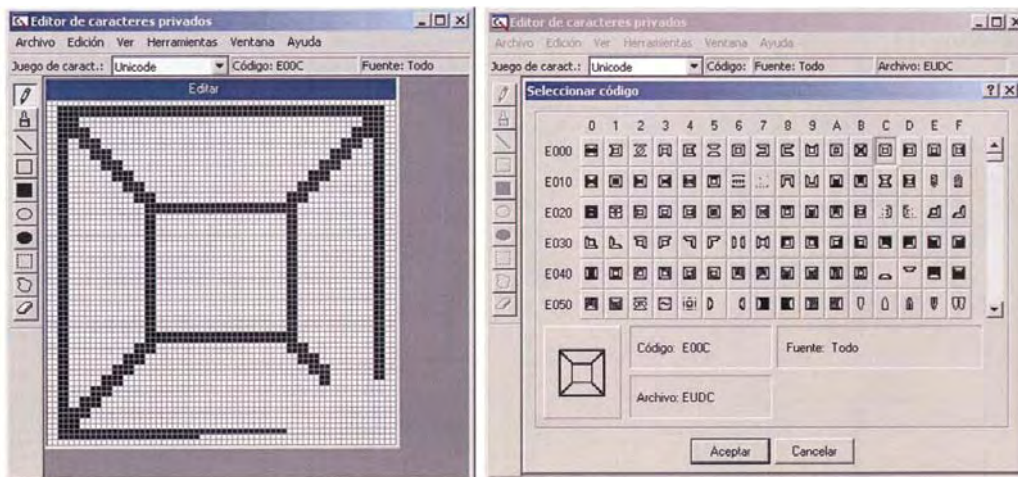 Editor de caracteres privados
Archivo Edición Ver Herramientas Ventana Ayuda
Juego de caract.: Unicode Código: E00C Fuente: Todo
Editar
Editor de caracteres privados
Archivo Edición Ver Herramientas Ventana Ayuda
Juego de caract.: Unicode Código: Fuente: Todo Archivo: EUDC
Seleccionar código
0 1 2 3 4 5 6 7 8 9 A B C D E F
E000
E010
E020
E030
E040
E050
Código: E00C Fuente: Todo
Archivo: EUDC
Aceptar Cancelar